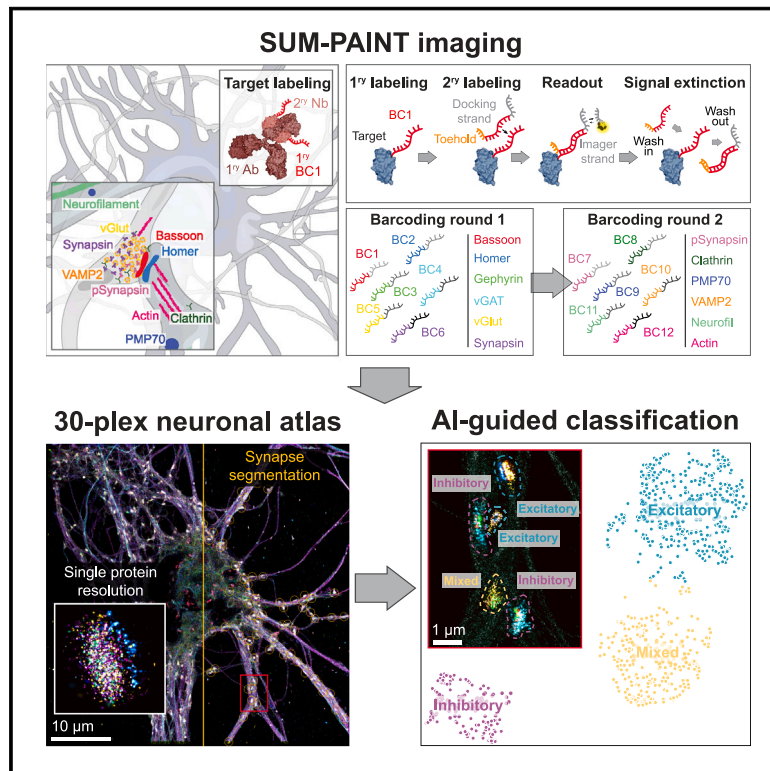 SUM-PAINT imaging
Target labeling
2ry Nb
BC1
1ry Ab
1ry
BC1
Neurofilament
vGlut
Synapsin
Bassoon
Homer
VAMP2
pSynapsin
Actin
Clathrin
PMP70
1ry labeling
2ry labeling
Readout
Signal extinction
Target
BC1
Docking
strand
Toehold
Imager
strand
Wash
in
Wash
out
Barcoding round 1
BC1
BC2
BC3
BC4
BC5
BC6
Bassoon
Homer
Gephyrin
vGAT
vGlut
Synapsin
Barcoding round 2
BC7
BC8
BC9
BC10
BC11
BC12
pSynapsin
Clathrin
PMP70
VAMP2
Neurofil
Actin
30-plex neuronal atlas
Synapse
segmentation
Single protein
resolution
10 µm
AI-guided classification
Inhibitory
Excitatory
Excitatory
Mixed
Inhibitory
1 µm
Excitatory
Mixed
Inhibitory